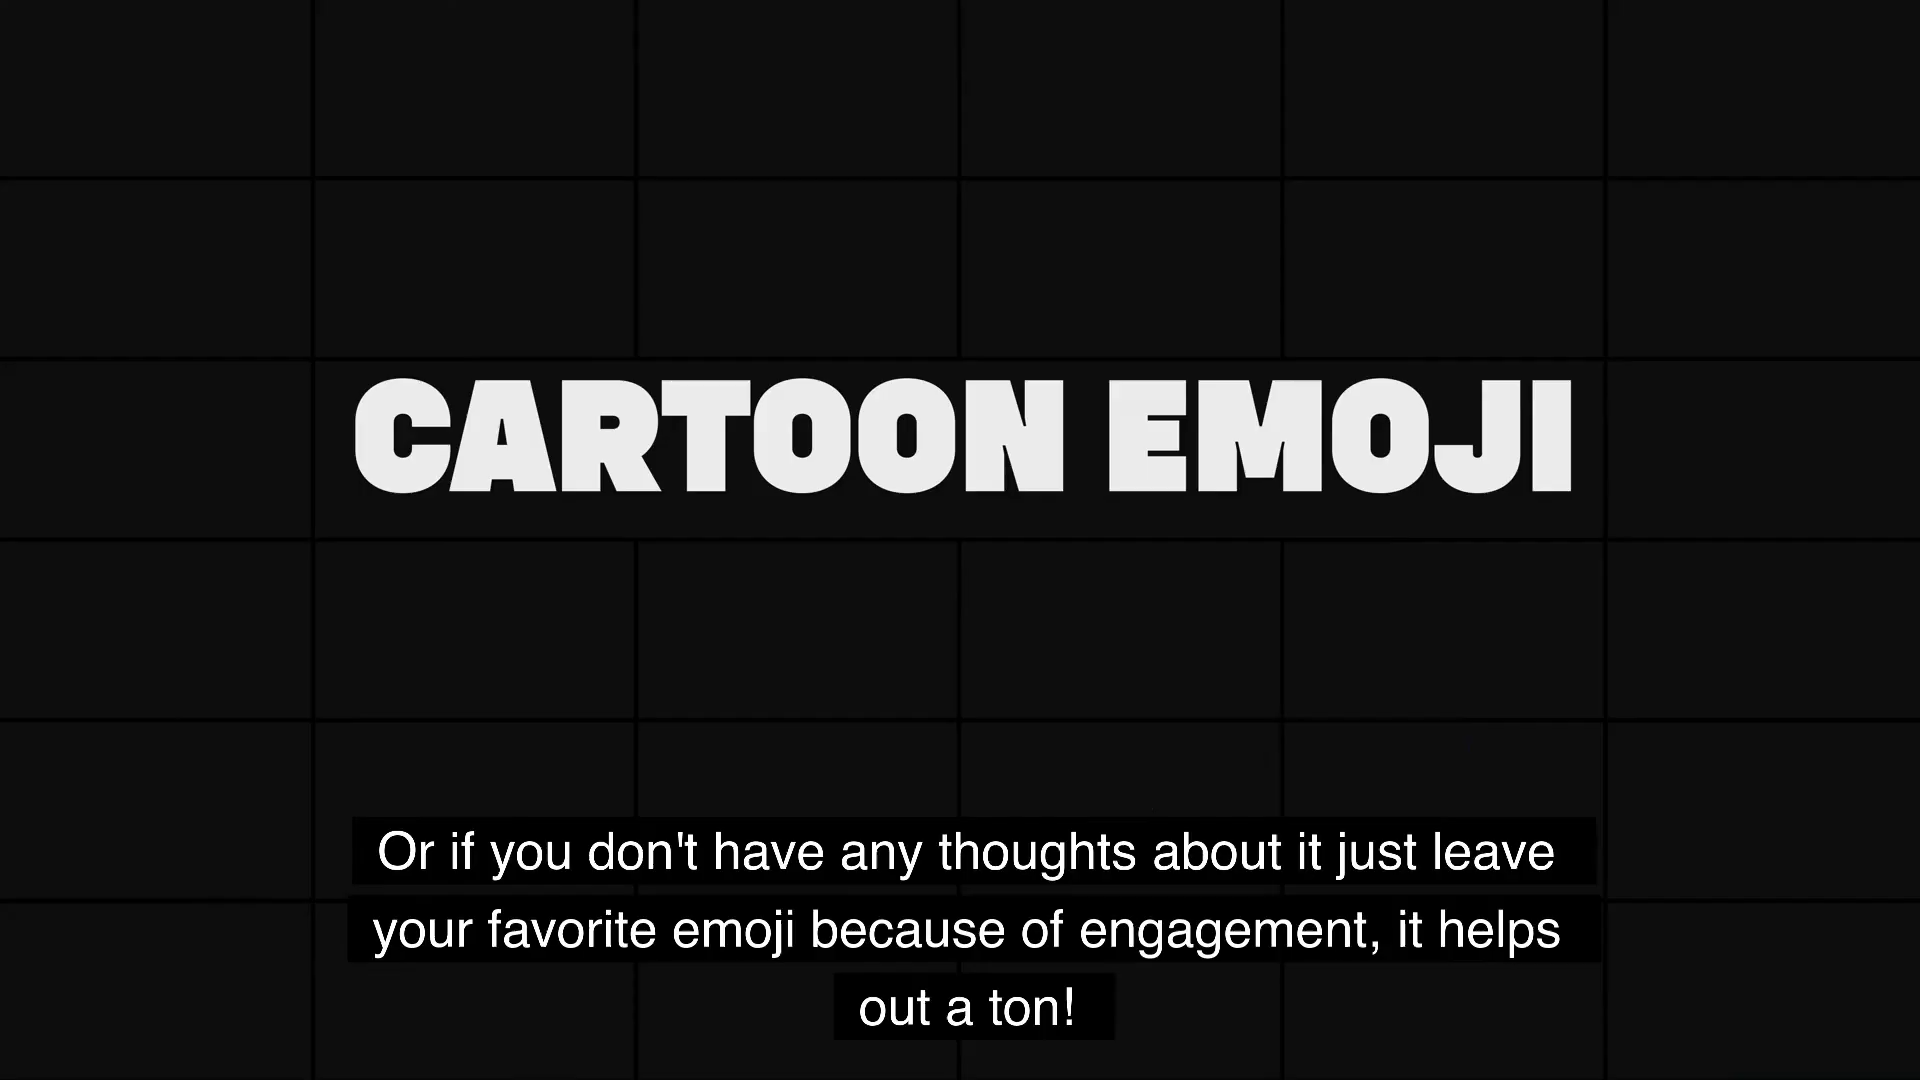 CARTOON EMOJI
Or if you don't have any thoughts about it just leave
your favorite emoji because of engagement, it helps
out a ton!